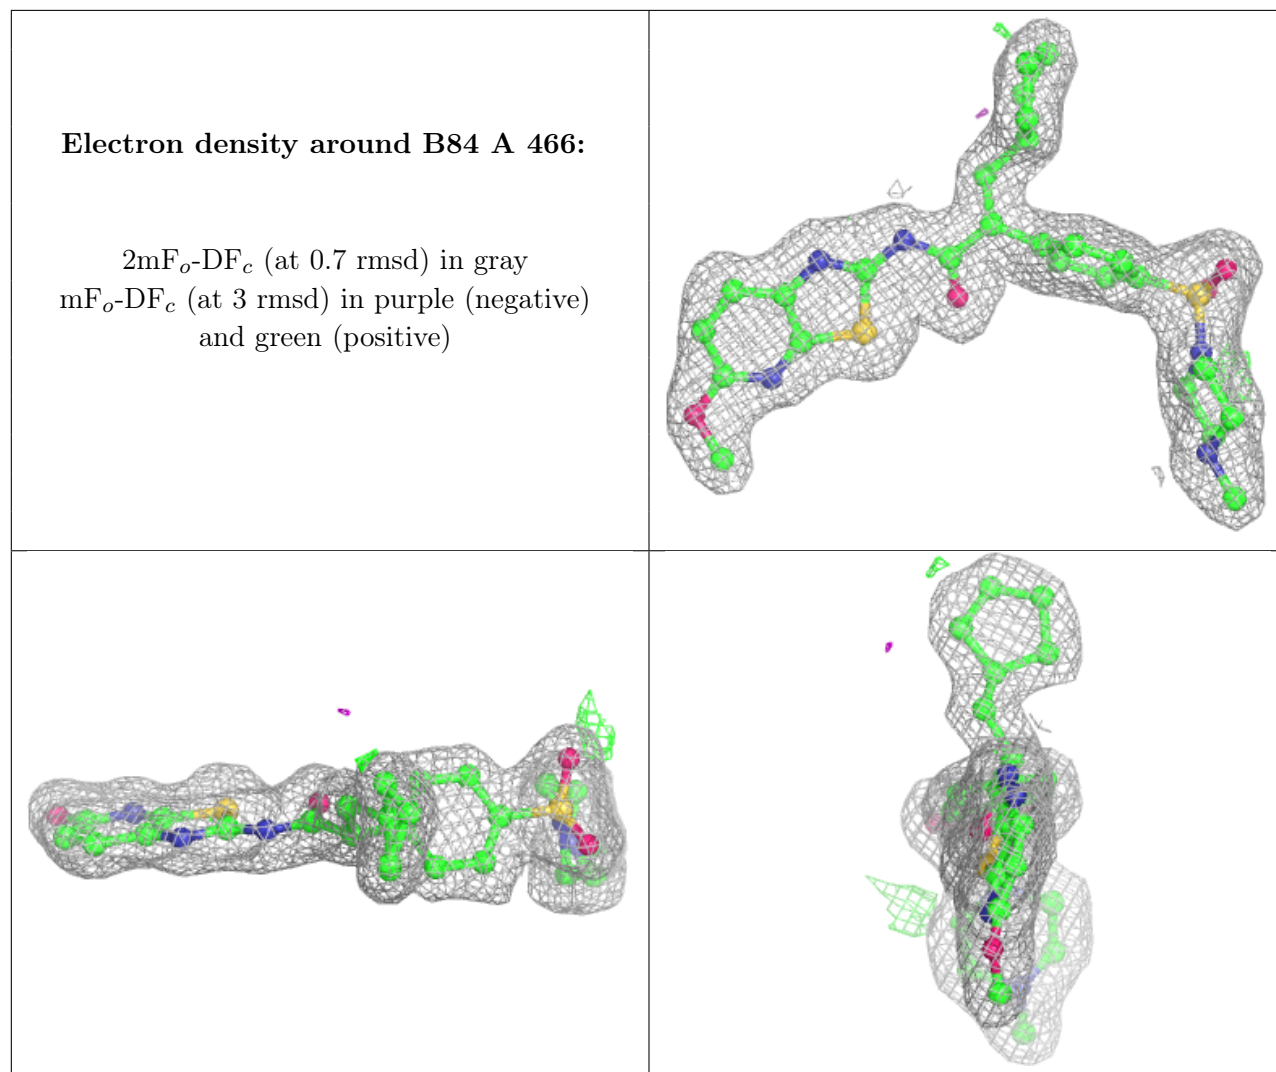 Electron density around B84 A 466:
2mFo-DFc (at 0.7 rmsd) in gray
mFo-DFc (at 3 rmsd) in purple (negative)
and green (positive)